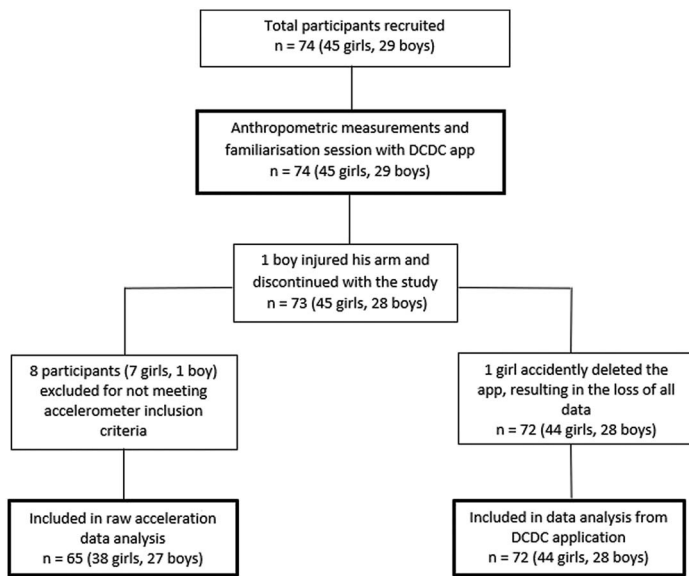 Total participants recruited
n = 74 (45 girls, 29 boys)
Anthropometric measurements and
familiarisation session with DCDC app
n = 74 (45 girls, 29 boys)
1 boy injured his arm and
discontinued with the study
n = 73 (45 girls, 28 boys)
8 participants (7 girls, 1 boy)
excluded for not meeting
accelerometer inclusion
criteria
1 girl accidently deleted the
app, resulting in the loss of all
data
n = 72 (44 girls, 28 boys)
Included in raw acceleration
data analysis
n = 65 (38 girls, 27 boys)
Included in data analysis from
DCDC application
n = 72 (44 girls, 28 boys)